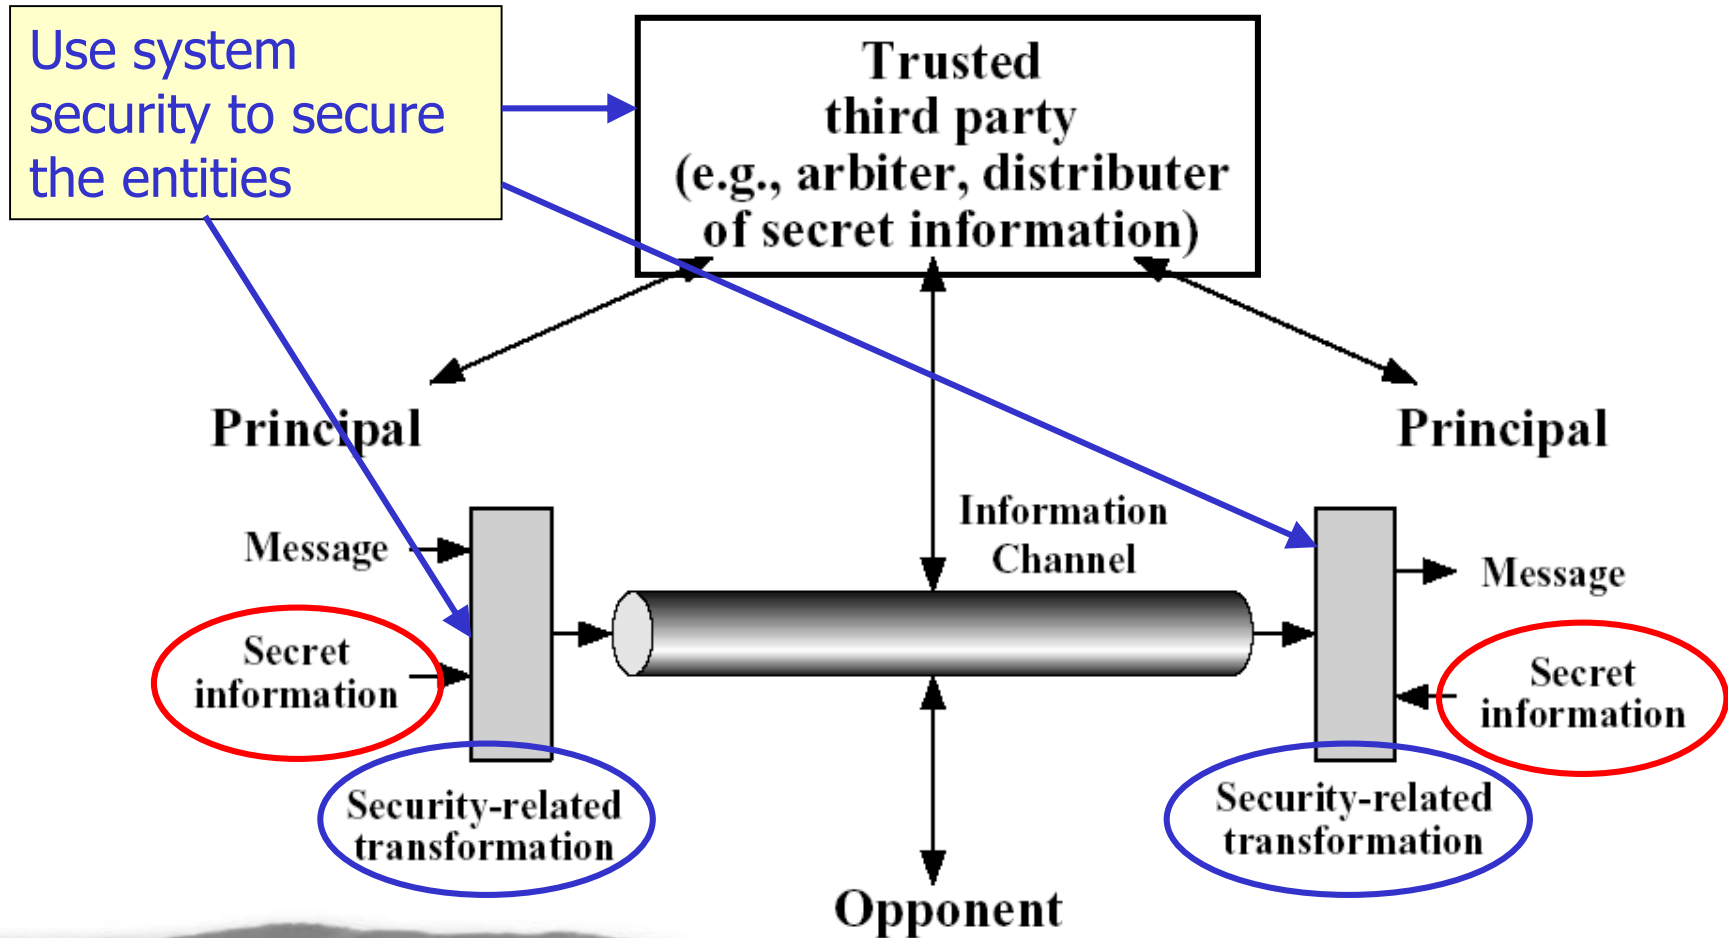 Use system
security to secure
the entities
Trusted
third party
(e.g., arbiter, distributer
of secret information)
Principal
Principal
Information
Channel
Message
Message
Secret
information
Secret
information
Security-related
transformation
Security-related
transformation
Opponent